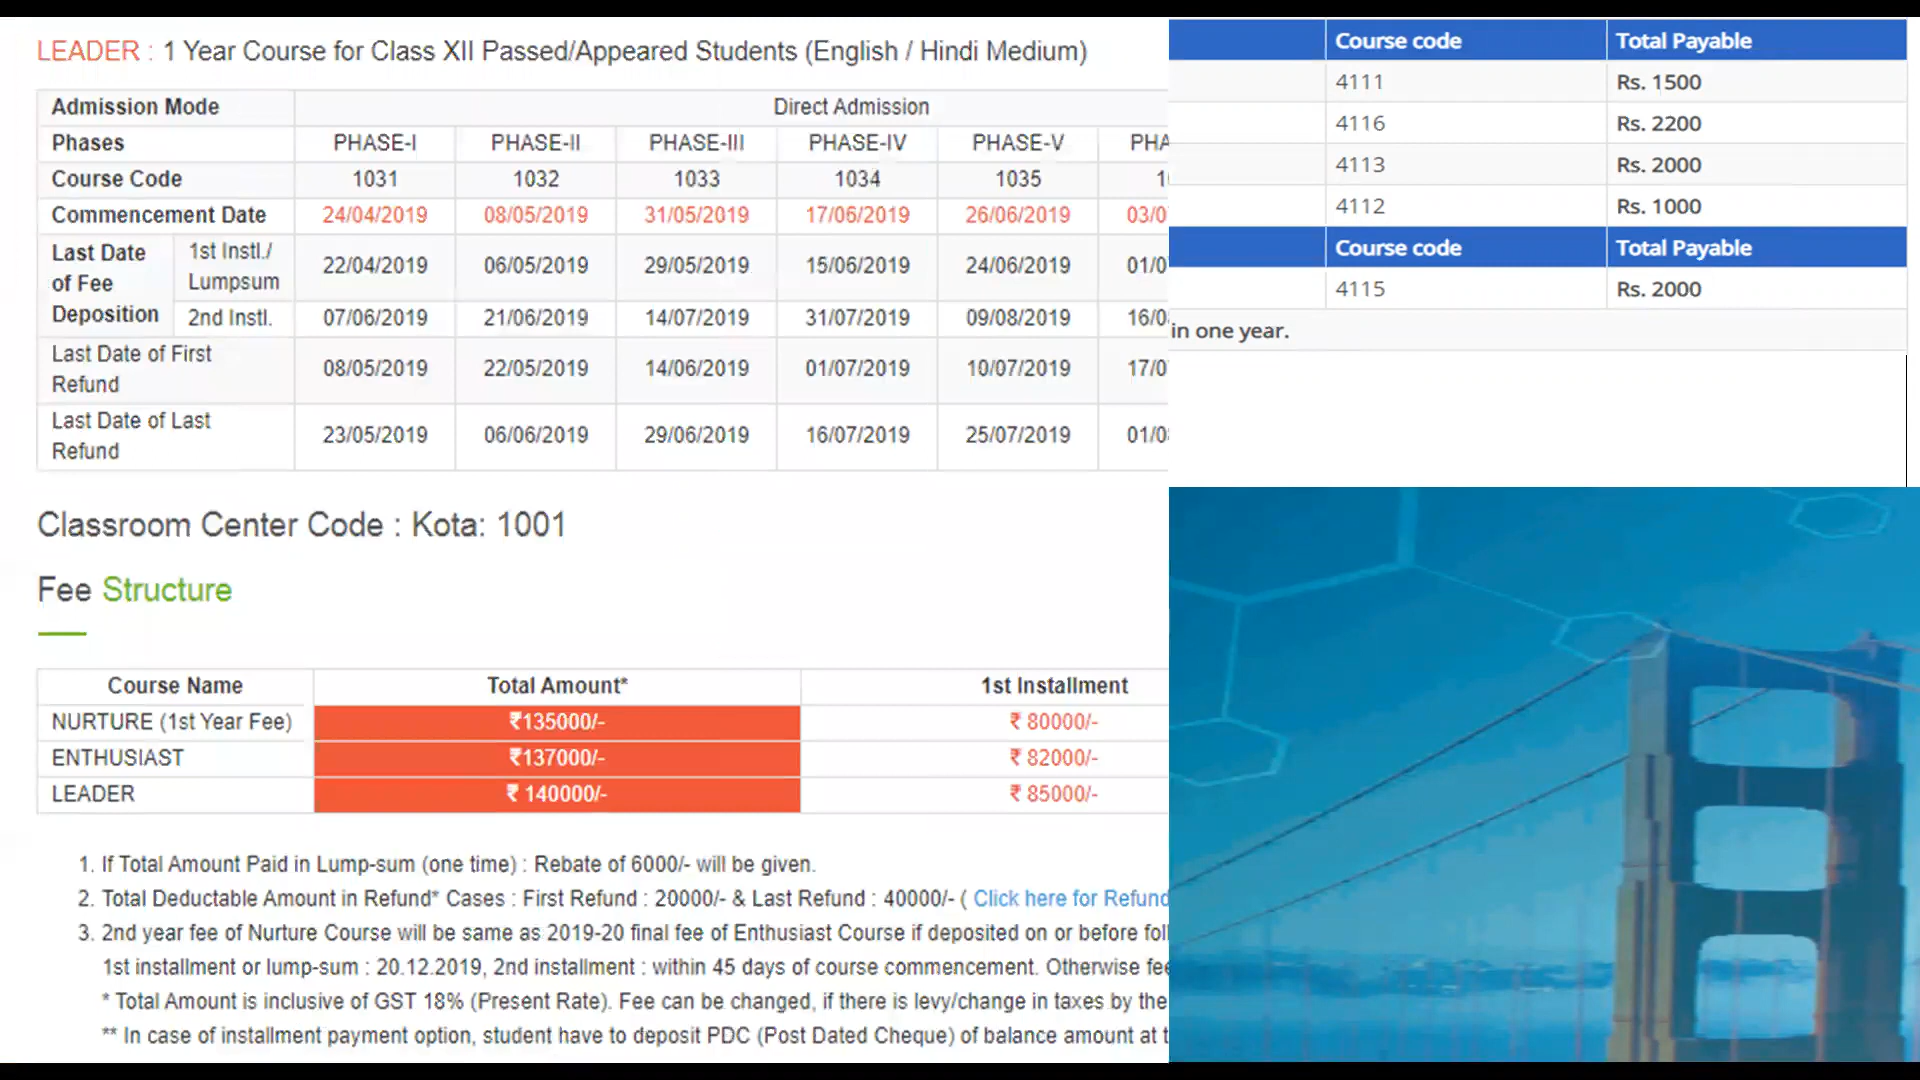 LEADER : 1 Year Course for Class XII Passed/Appeared Students (English / Hindi Medium)
Admission Mode Direct Admission
Phases PHASE-I PHASE-II PHASE-III PHASE-IV PHASE-V PHA
Course Code 1031 1032 1033 1034 1035 1
Commencement Date 24/04/2019 08/05/2019 31/05/2019 17/06/2019 26/06/2019 03/0
Last Date of Fee Deposition 1st Instl./ Lumpsum 22/04/2019 06/05/2019 29/05/2019 15/06/2019 24/06/2019 01/0
2nd Instl. 07/06/2019 21/06/2019 14/07/2019 31/07/2019 09/08/2019 16/0
Last Date of First Refund 08/05/2019 22/05/2019 14/06/2019 01/07/2019 10/07/2019 17/0
Last Date of Last Refund 23/05/2019 06/06/2019 29/06/2019 16/07/2019 25/07/2019 01/0
Classroom Center Code : Kota: 1001
Fee Structure
Course Name Total Amount* 1st Installment
NURTURE (1st Year Fee) ₹135000/- ₹ 80000/-
ENTHUSIAST ₹137000/- ₹ 82000/-
LEADER ₹ 140000/- ₹ 85000/-
1. If Total Amount Paid in Lump-sum (one time) : Rebate of 6000/- will be given.
2. Total Deductable Amount in Refund* Cases : First Refund : 20000/- & Last Refund : 40000/- ( Click here for Refund
3. 2nd year fee of Nurture Course will be same as 2019-20 final fee of Enthusiast Course if deposited on or before fol
1st installment or lump-sum : 20.12.2019, 2nd installment : within 45 days of course commencement. Otherwise fee
* Total Amount is inclusive of GST 18% (Present Rate). Fee can be changed, if there is levy/change in taxes by the
** In case of installment payment option, student have to deposit PDC (Post Dated Cheque) of balance amount at t
Course code Total Payable
4111 Rs. 1500
4116 Rs. 2200
4113 Rs. 2000
4112 Rs. 1000
Course code Total Payable
4115 Rs. 2000
in one year.